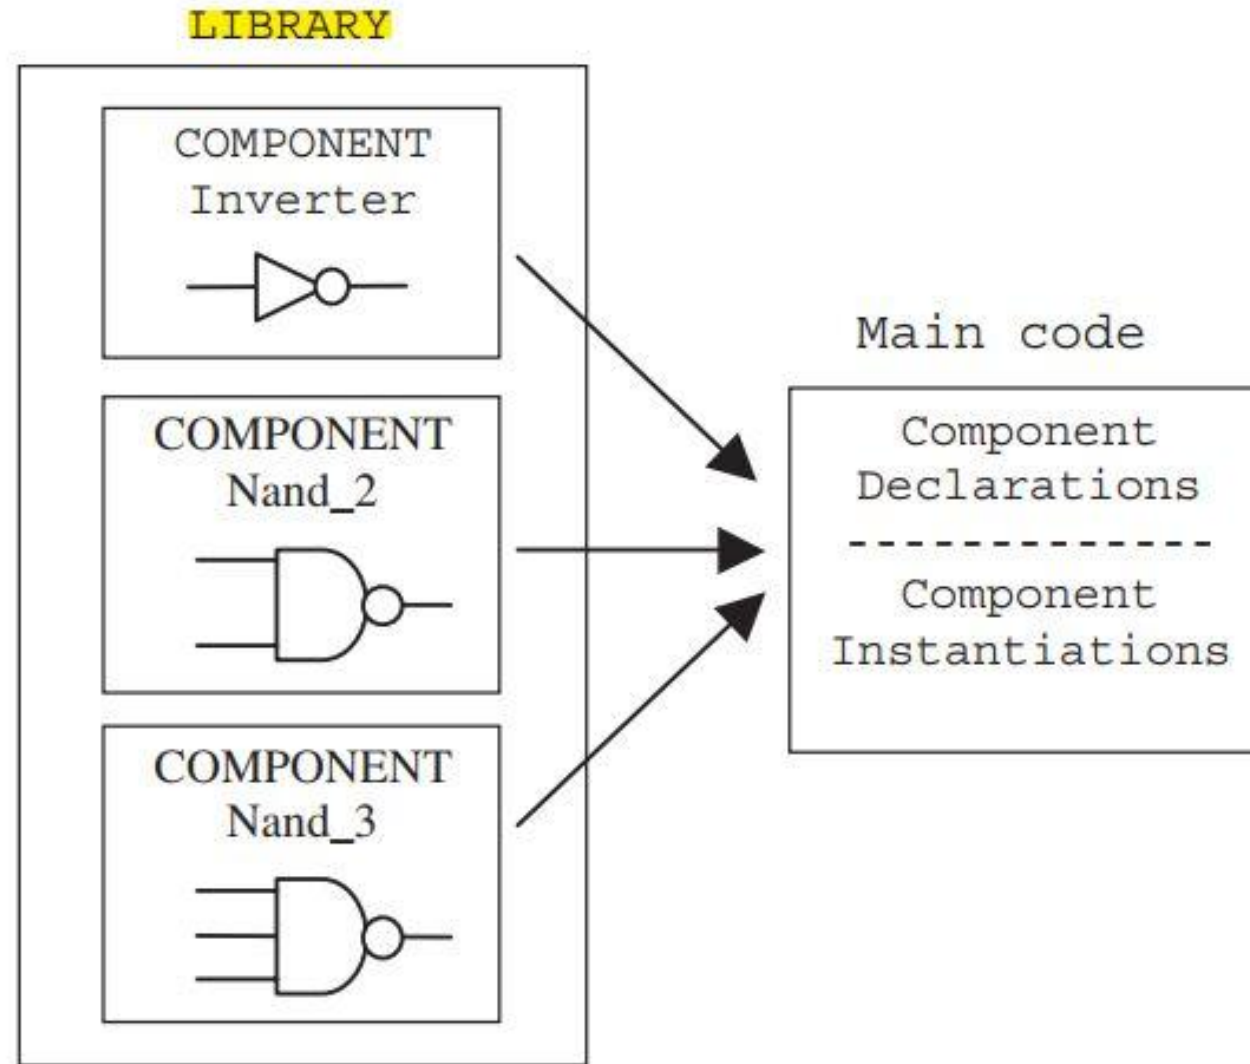 LIBRARY
COMPONENT
Inverter
COMPONENT
Nand_2
COMPONENT
Nand_3
Main code
Component
Declarations
Component
Instantiations